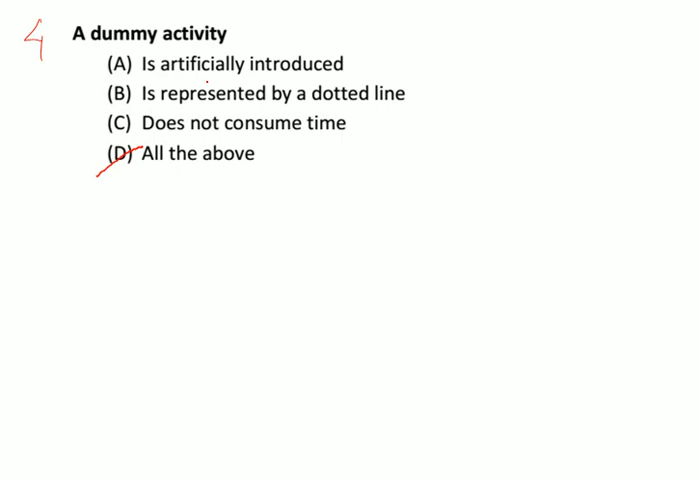 4 A dummy activity
(A) Is artificially introduced
(B) Is represented by a dotted line
(C) Does not consume time
(D) All the above